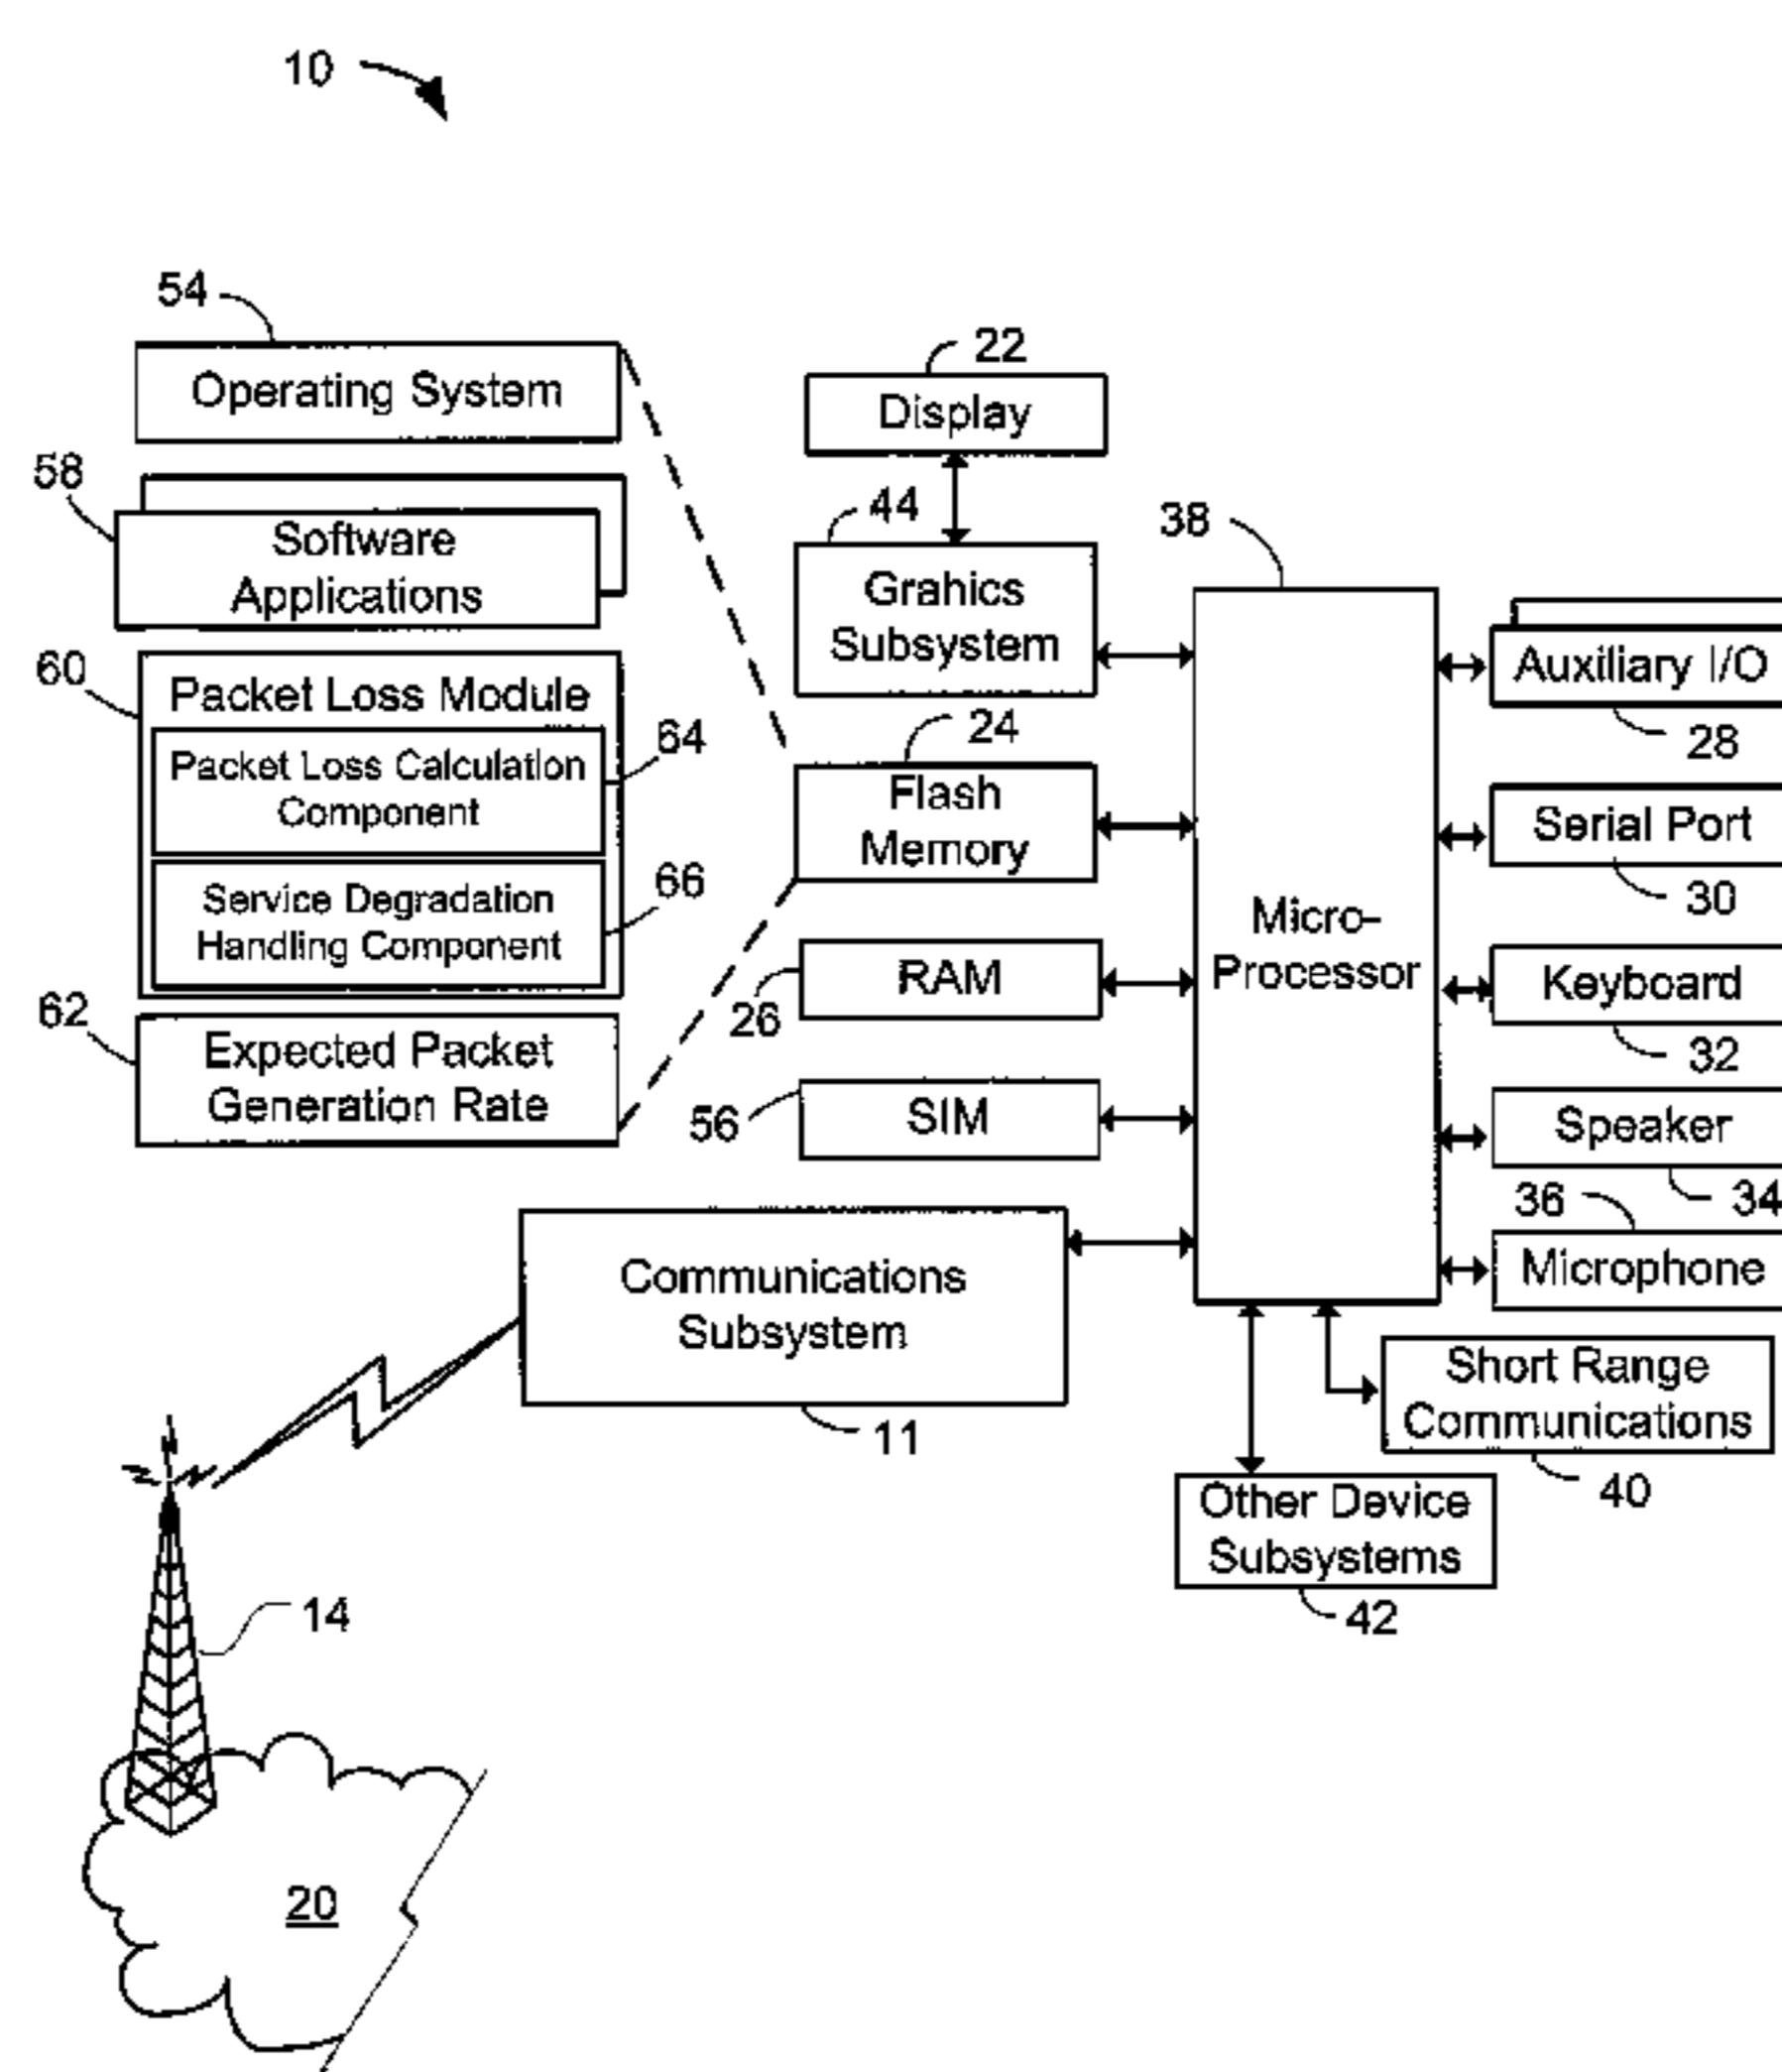 10
54
Operating System
58
Software
Applications
60
Packet Loss Module
64
Packet Loss Calculation
Component
66
Service Degradation
Handling Component
62
Expected Packet
Generation Rate
22
Display
44
Grahics
Subsystem
24
Flash
Memory
RAM
26
56
SIM
Communications
Subsystem
11
38
Micro-
Processor
Auxiliary I/O
28
Serial Port
30
Keyboard
32
Speaker
34
36
Microphone
Short Range
Communications
40
Other Device
Subsystems
42
14
20